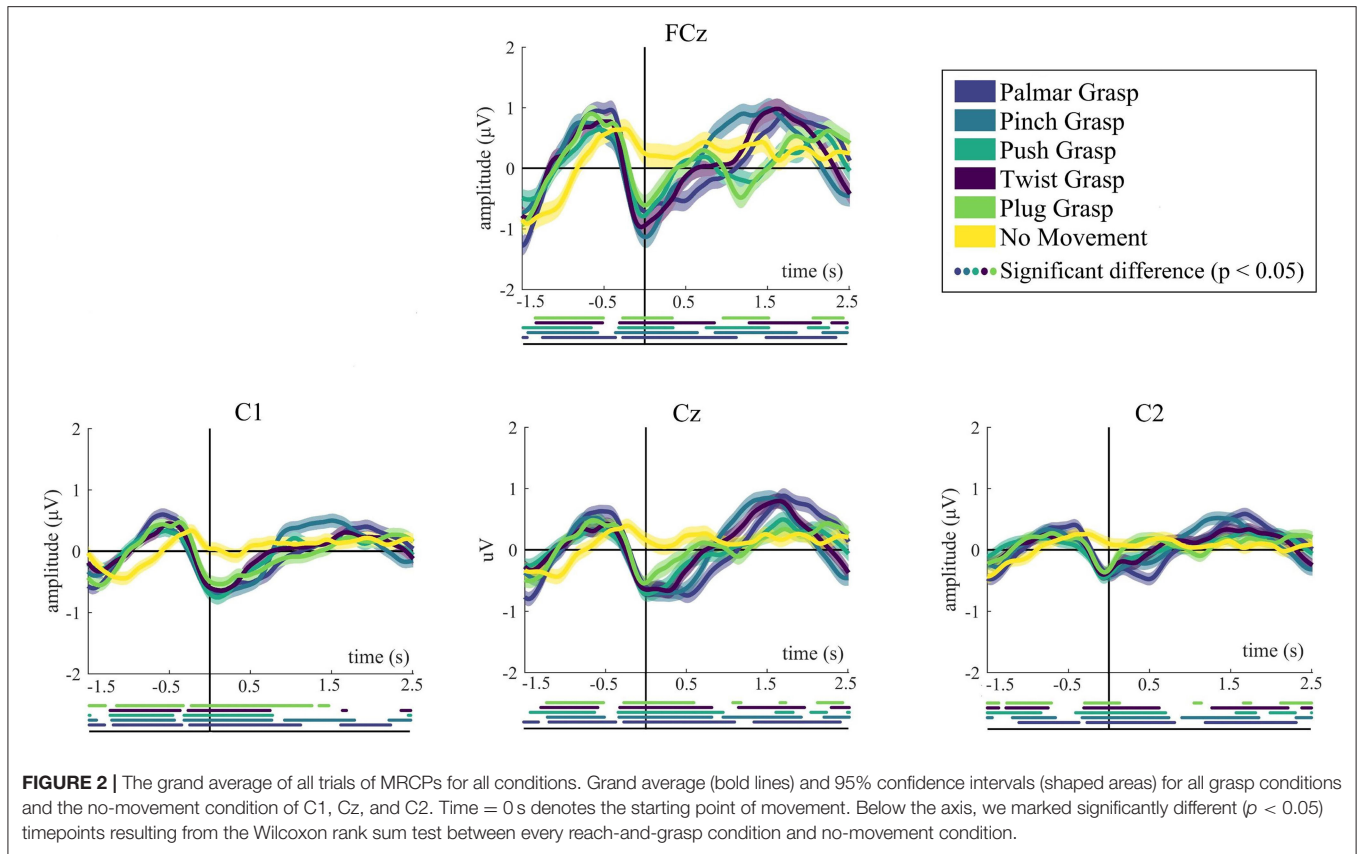 FCz
2
1
0
-1
-2
amplitude (µV)
time (s)
-1.5
-0.5
0.5
1.5
2.5
Palmar Grasp
Pinch Grasp
Push Grasp
Twist Grasp
Plug Grasp
No Movement
Significant difference (p < 0.05)
C1
2
1
0
-1
-2
amplitude (µV)
time (s)
-1.5
-0.5
0.5
1.5
2.5
Cz
2
1
0
-1
-2
uV
time (s)
-1.5
-0.5
0.5
1.5
2.5
C2
2
1
0
-1
-2
amplitude (µV)
time (s)
-1.5
-0.5
0.5
1.5
2.5
FIGURE 2 | The grand average of all trials of MRCPs for all conditions. Grand average (bold lines) and 95% confidence intervals (shaped areas) for all grasp conditions
and the no-movement condition of C1, Cz, and C2. Time = 0 s denotes the starting point of movement. Below the axis, we marked significantly different (p < 0.05)
timepoints resulting from the Wilcoxon rank sum test between every reach-and-grasp condition and no-movement condition.